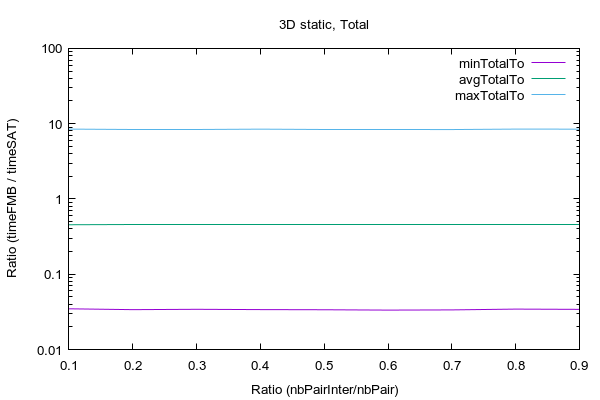 3D static, Total
100
10
1
0.1
0.01
Ratio (timeFMB / timeSAT)
minTotalTo
avgTotalTo
maxTotalTo
0.1 0.2 0.3 0.4 0.5 0.6 0.7 0.8 0.9
Ratio (nbPairInter/nbPair)